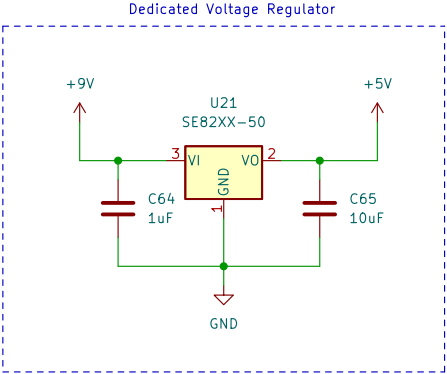 Dedicated Voltage Regulator
+9V
+5V
U21
SE82XX-50
3
VI
VO
2
GND
1
C64
1uF
C65
10uF
GND